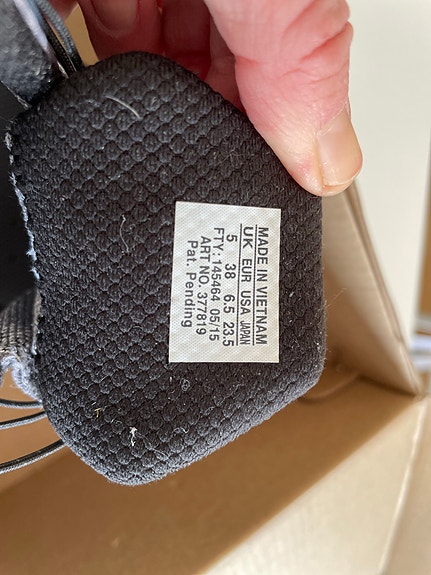 MADE IN VIETNAM
UK EUR USA JAPAN
5 38 6.5 23.5
FTY: 145464 05/15
ART NO. 377819
Pat. Pending